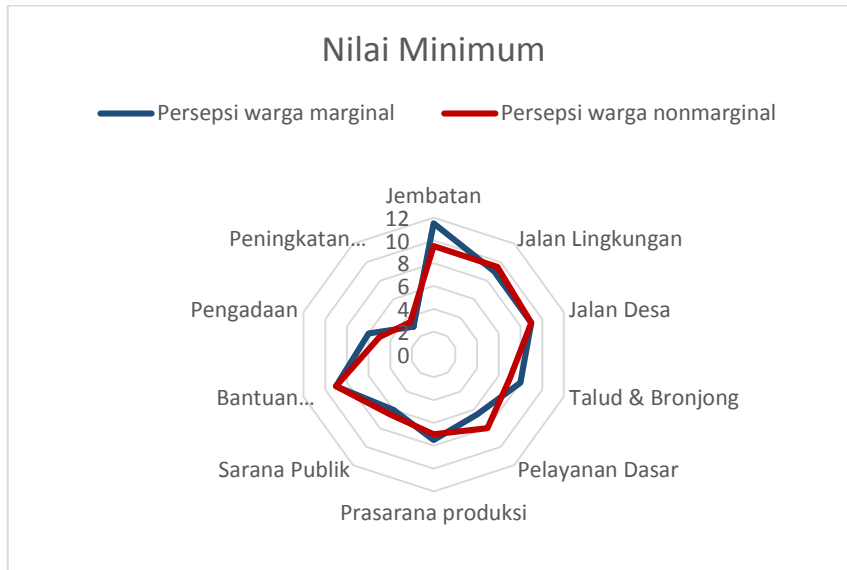 Nilai Minimum
Persepsi warga marginal
Persepsi warga nonmarginal
Jembatan
12
10
8
6
4
2
0
Jalan Lingkungan
Jalan Desa
Talud & Bronjong
Pelayanan Dasar
Prasarana produksi
Sarana Publik
Bantuan...
Pengadaan
Peningkatan...